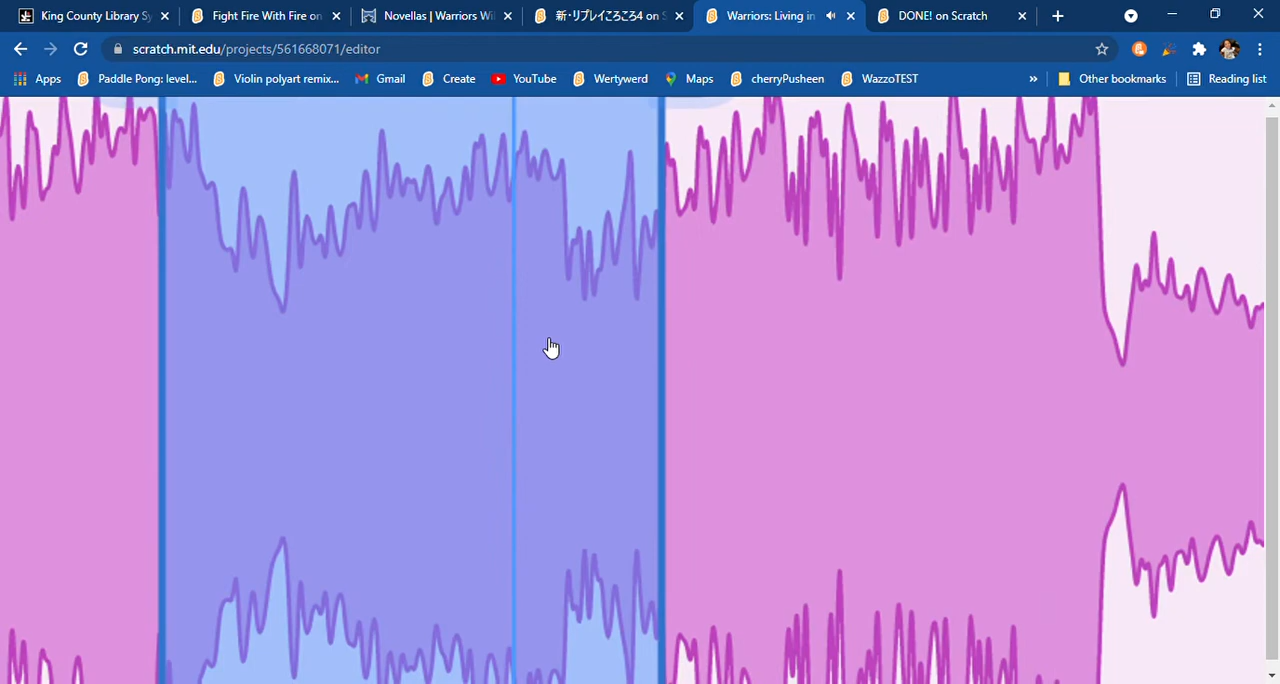 King County Library Sy
Fight Fire With Fire on
Novellas | Warriors Wi
新・リプレイころころ4 on S
Warriors: Living in
DONE! on Scratch
scratch.mit.edu/projects/561668071/editor
Apps
Paddle Pong: level...
Violin polyart remix...
Gmail
Create
YouTube
Wertywerd
Maps
cherryPusheen
WazzoTEST
»
Other bookmarks
Reading list